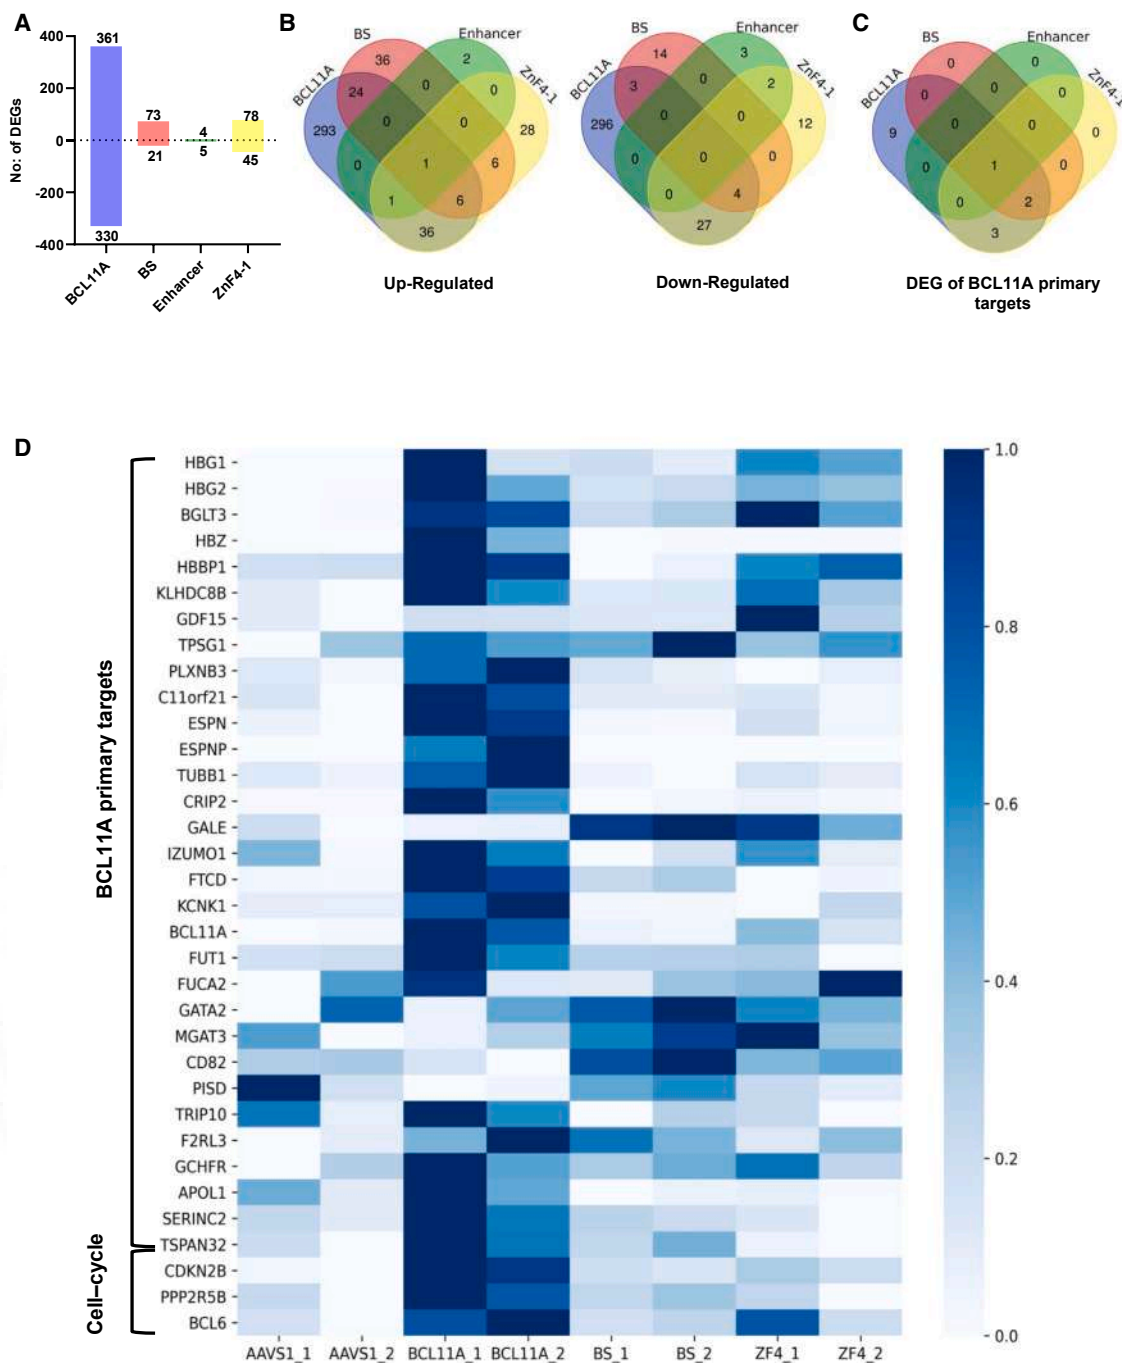 A
B
C
400
200
0
-200
-400
No: of DEGs
361
330
73
21
4
5
78
45
BCL11A
BS
Enhancer
ZnF4-1
BCL11A
BS
Enhancer
ZnF4-1
36
2
24
0
0
293
0
0
28
0
1
6
1
6
36
Up-Regulated
BCL11A
BS
Enhancer
ZnF4-1
14
3
3
0
2
296
0
0
12
0
0
0
0
4
27
Down-Regulated
BCL11A
BS
Enhancer
ZnF4-1
0
0
0
0
0
9
0
0
0
0
1
0
0
2
3
DEG of BCL11A primary
targets
D
BCL11A primary targets
Cell–cycle
HBG1
HBG2
BGLT3
HBZ
HBBP1
KLHDC8B
GDF15
TPSG1
PLXNB3
C11orf21
ESPN
ESPNP
TUBB1
CRIP2
GALE
IZUMO1
FTCD
KCNK1
BCL11A
FUT1
FUCA2
GATA2
MGAT3
CD82
PISD
TRIP10
F2RL3
GCHFR
APOL1
SERINC2
TSPAN32
CDKN2B
PPP2R5B
BCL6
AAVS1_1 AAVS1_2 BCL11A_1 BCL11A_2 BS_1 BS_2 ZF4_1 ZF4_2
1.0
0.8
0.6
0.4
0.2
0.0